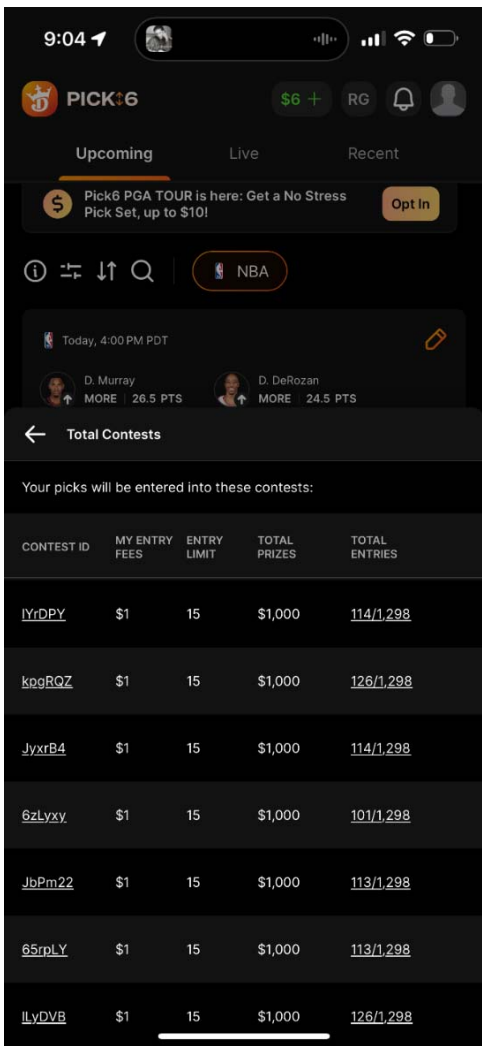 9:04
PICK6
$6 +
RG
Upcoming Live Recent
Pick6 PGA TOUR is here: Get a No Stress
Pick Set, up to $10!
Opt In
NBA
Today, 4:00 PM PDT
D. Murray
MORE 26.5 PTS
D. DeRozan
MORE 24.5 PTS
Total Contests
Your picks will be entered into these contests:
CONTEST ID MY ENTRY FEES ENTRY LIMIT TOTAL PRIZES TOTAL ENTRIES
lYrDPY $1 15 $1,000 114/1,298
kpgRQZ $1 15 $1,000 126/1,298
JyxrB4 $1 15 $1,000 114/1,298
6zLyxy $1 15 $1,000 101/1,298
JbPm22 $1 15 $1,000 113/1,298
65rpLY $1 15 $1,000 113/1,298
lLyDVB $1 15 $1,000 126/1,298